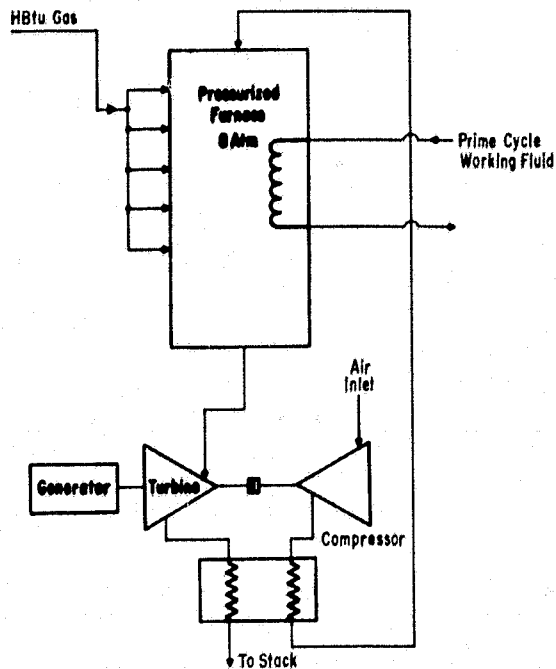 HBtu Gas
Pressurized
Furnace
8 Atm
Prime Cycle
Working Fluid
Air
Inlet
Generator
Turbine
Compressor
To Stack